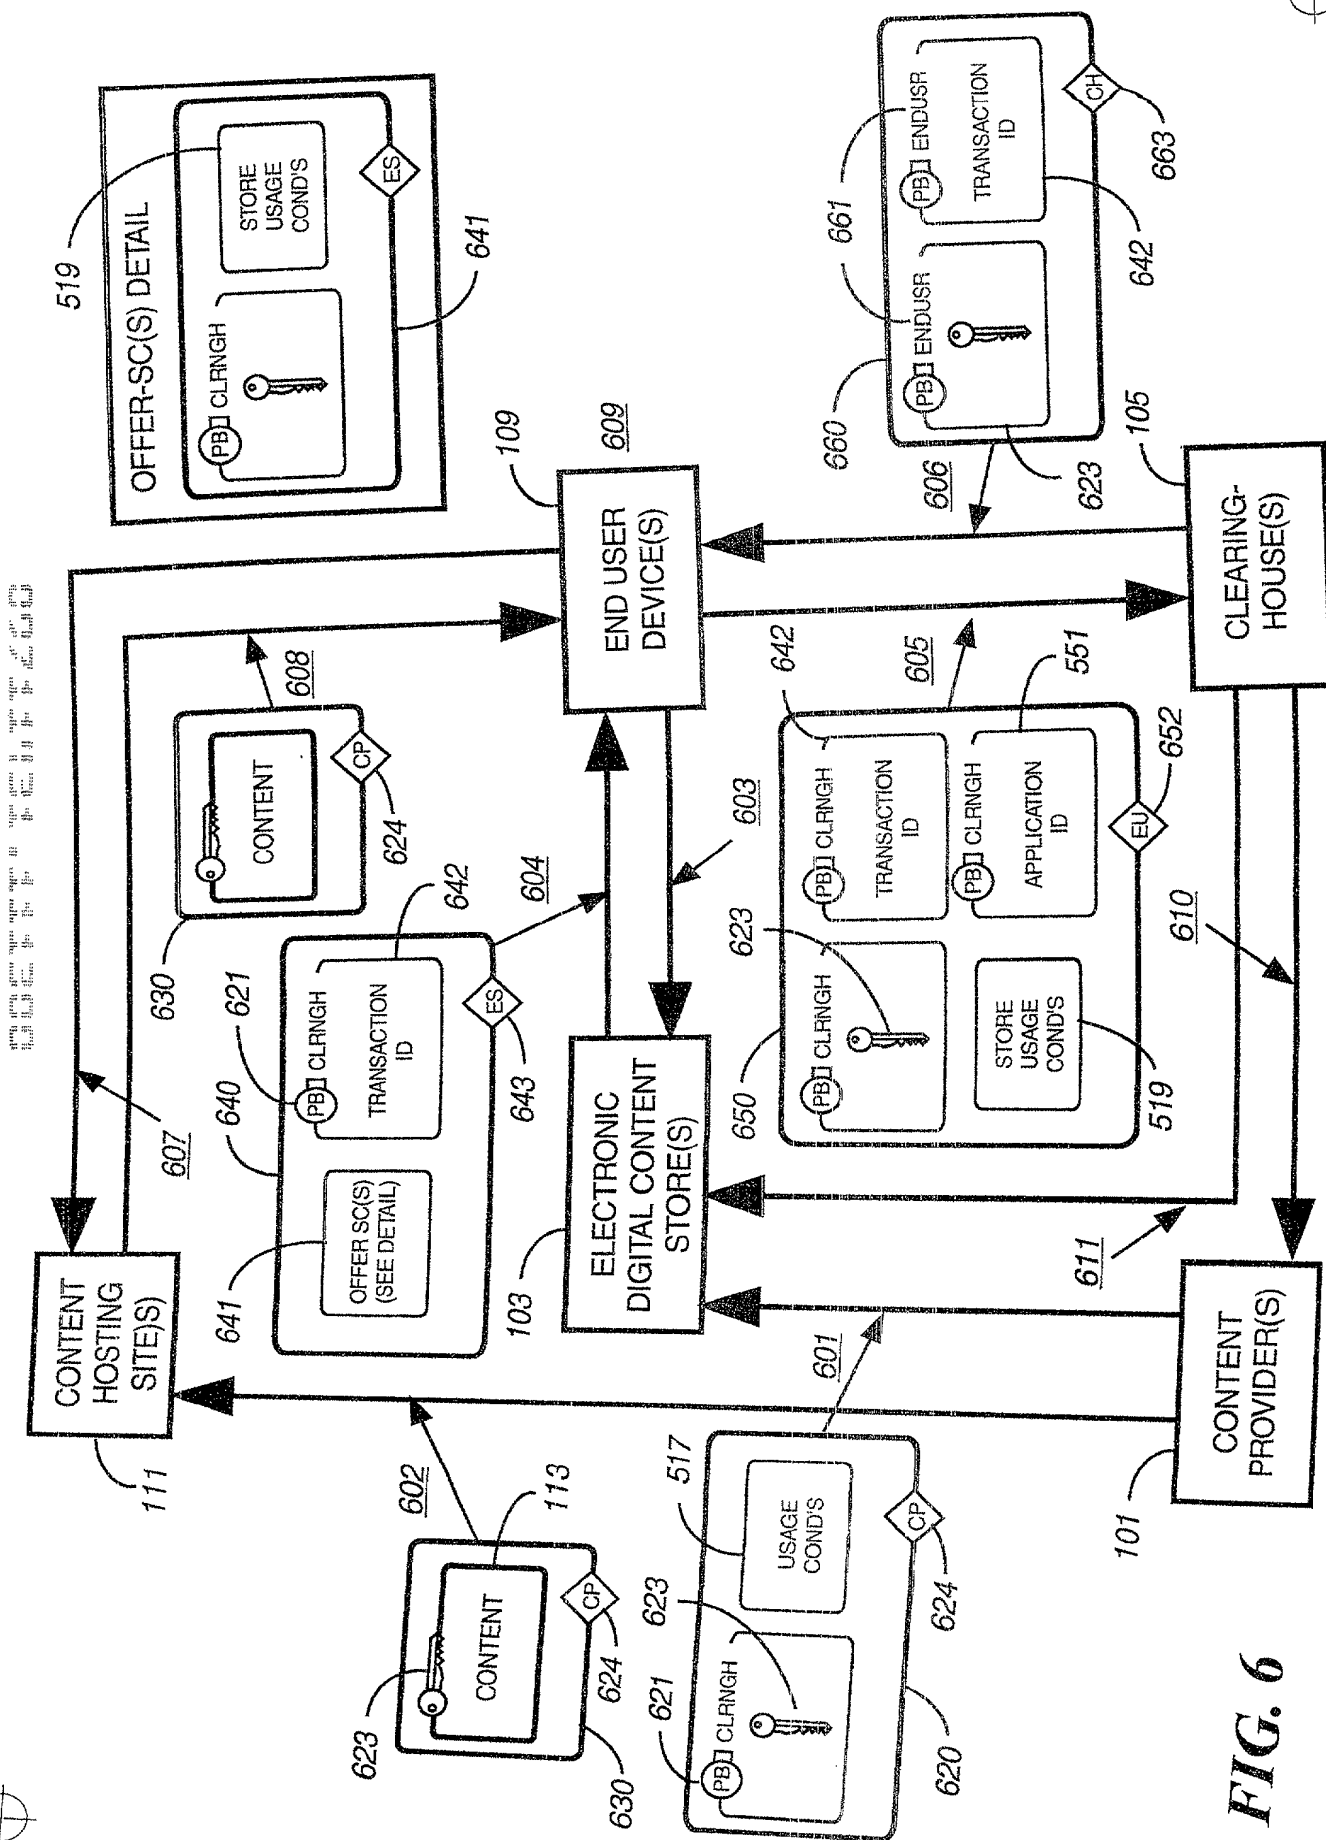 CONTENT
HOSTING
SITE)S)
111
607
OFFER-SC(S) DETAIL
519
PB CLRNGH
STORE
USAGE
COND'S
ES
641
630
CONTENT
CP
624
608
602
623
113
CONTENT
CP
624
630
641
640
621
OFFER SC(S)
(SEE DETAIL)
PB CLRNGH
TRANSACTION
ID
642
ES
643
604
103
ELECTRONIC
DIGITAL CONTENT
STORE(S)
603
END USER
DEVICE(S)
109
609
660
661
PB ENDUSR
PB ENDUSR
TRANSACTION
ID
623
642
CH
663
606
621
623
517
PB CLRNGH
USAGE
COND'S
CP
624
620
601
650
623
642
PB CLRNGH
PB CLRNGH
TRANSACTION
ID
STORE
USAGE
COND'S
PB CLRNGH
APPLICATION
ID
551
519
EU
652
605
611
610
101
CONTENT
PROVIDER(S)
CLEARING-
HOUSE(S)
105
FIG. 6